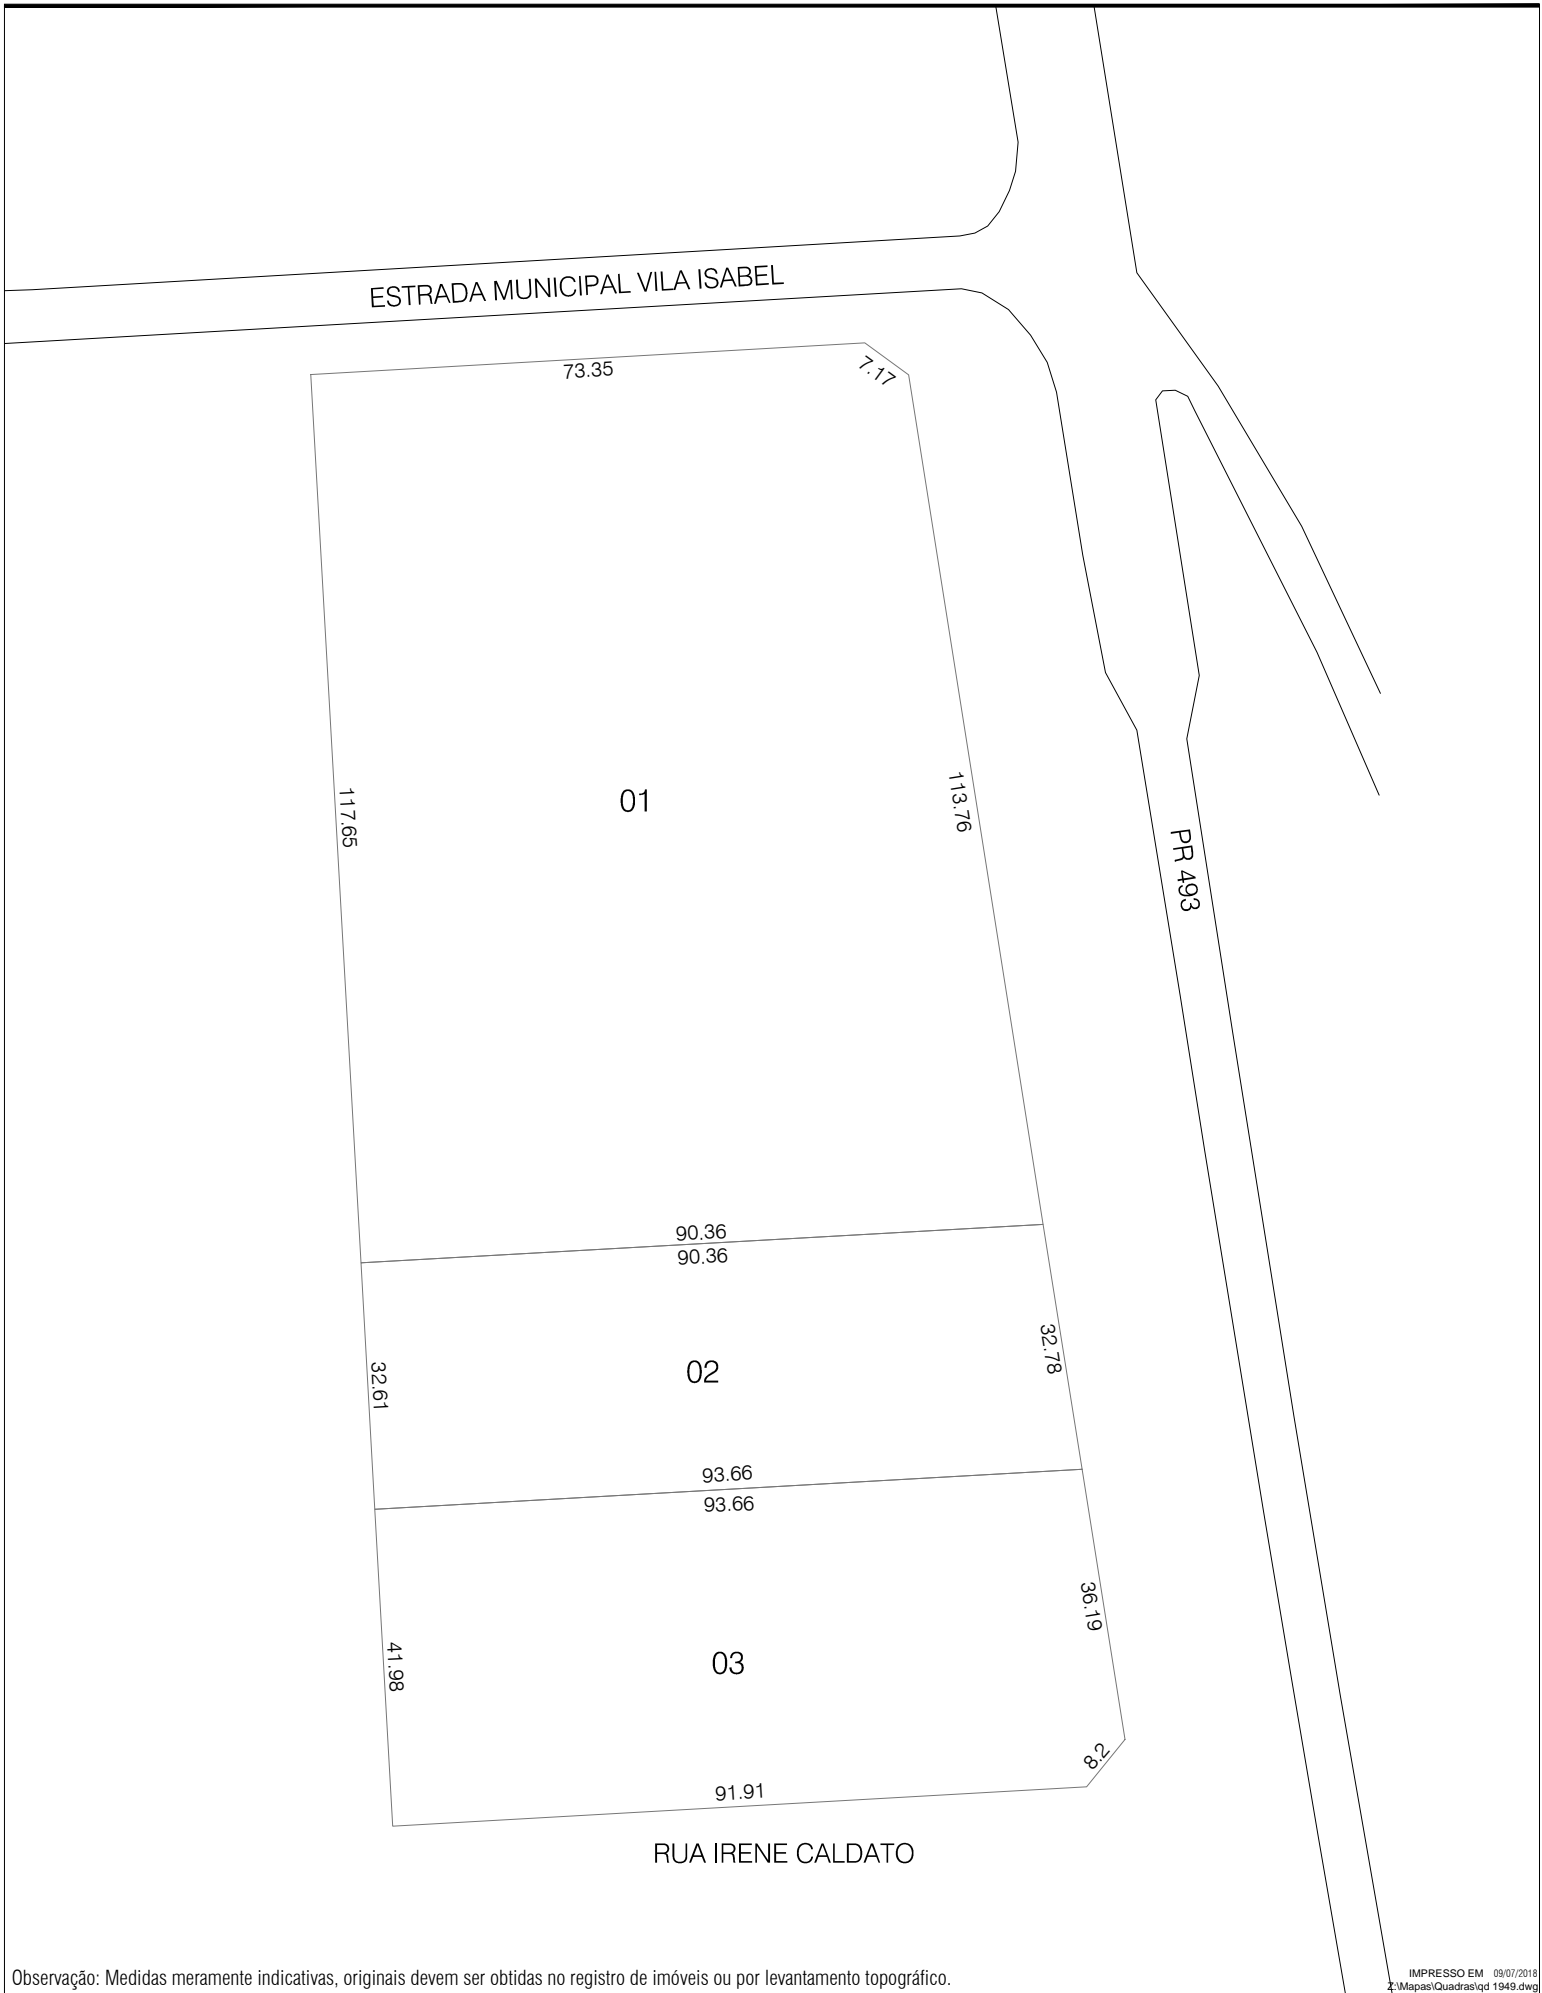 ESTRADA MUNICIPAL VILA ISABEL
73.35
7.17
117.65
01
113.76
PR 493
90.36
90.36
32.61
02
32.78
93.66
93.66
41.98
03
36.19
8.2
91.91
RUA IRENE CALDATO
Observação: Medidas meramente indicativas, originais devem ser obtidas no registro de imóveis ou por levantamento topográfico.
IMPRESSO EM 09/07/2018
Z:\Mapas\Quadras\qd 1949.dwg